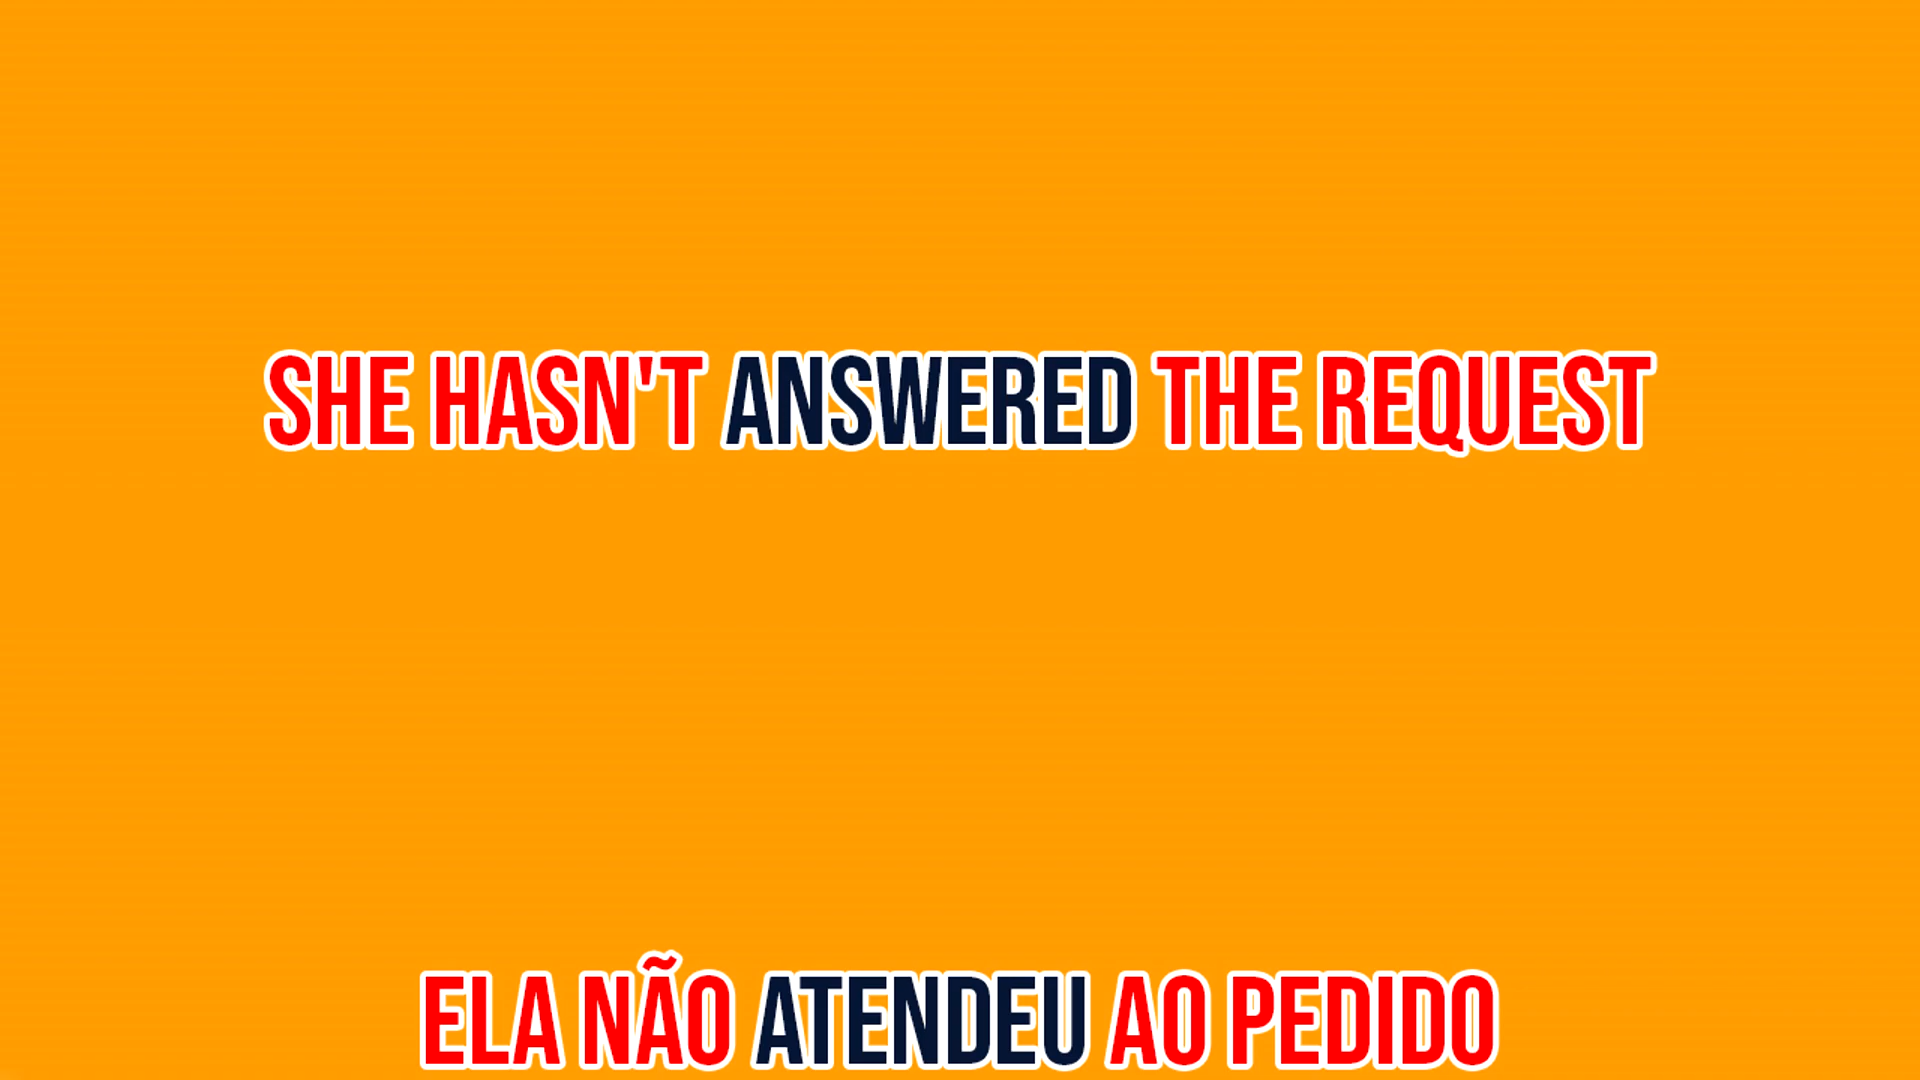 SHE HASN'T ANSWERED THE REQUEST
ELA NÃO ATENDEU AO PEDIDO